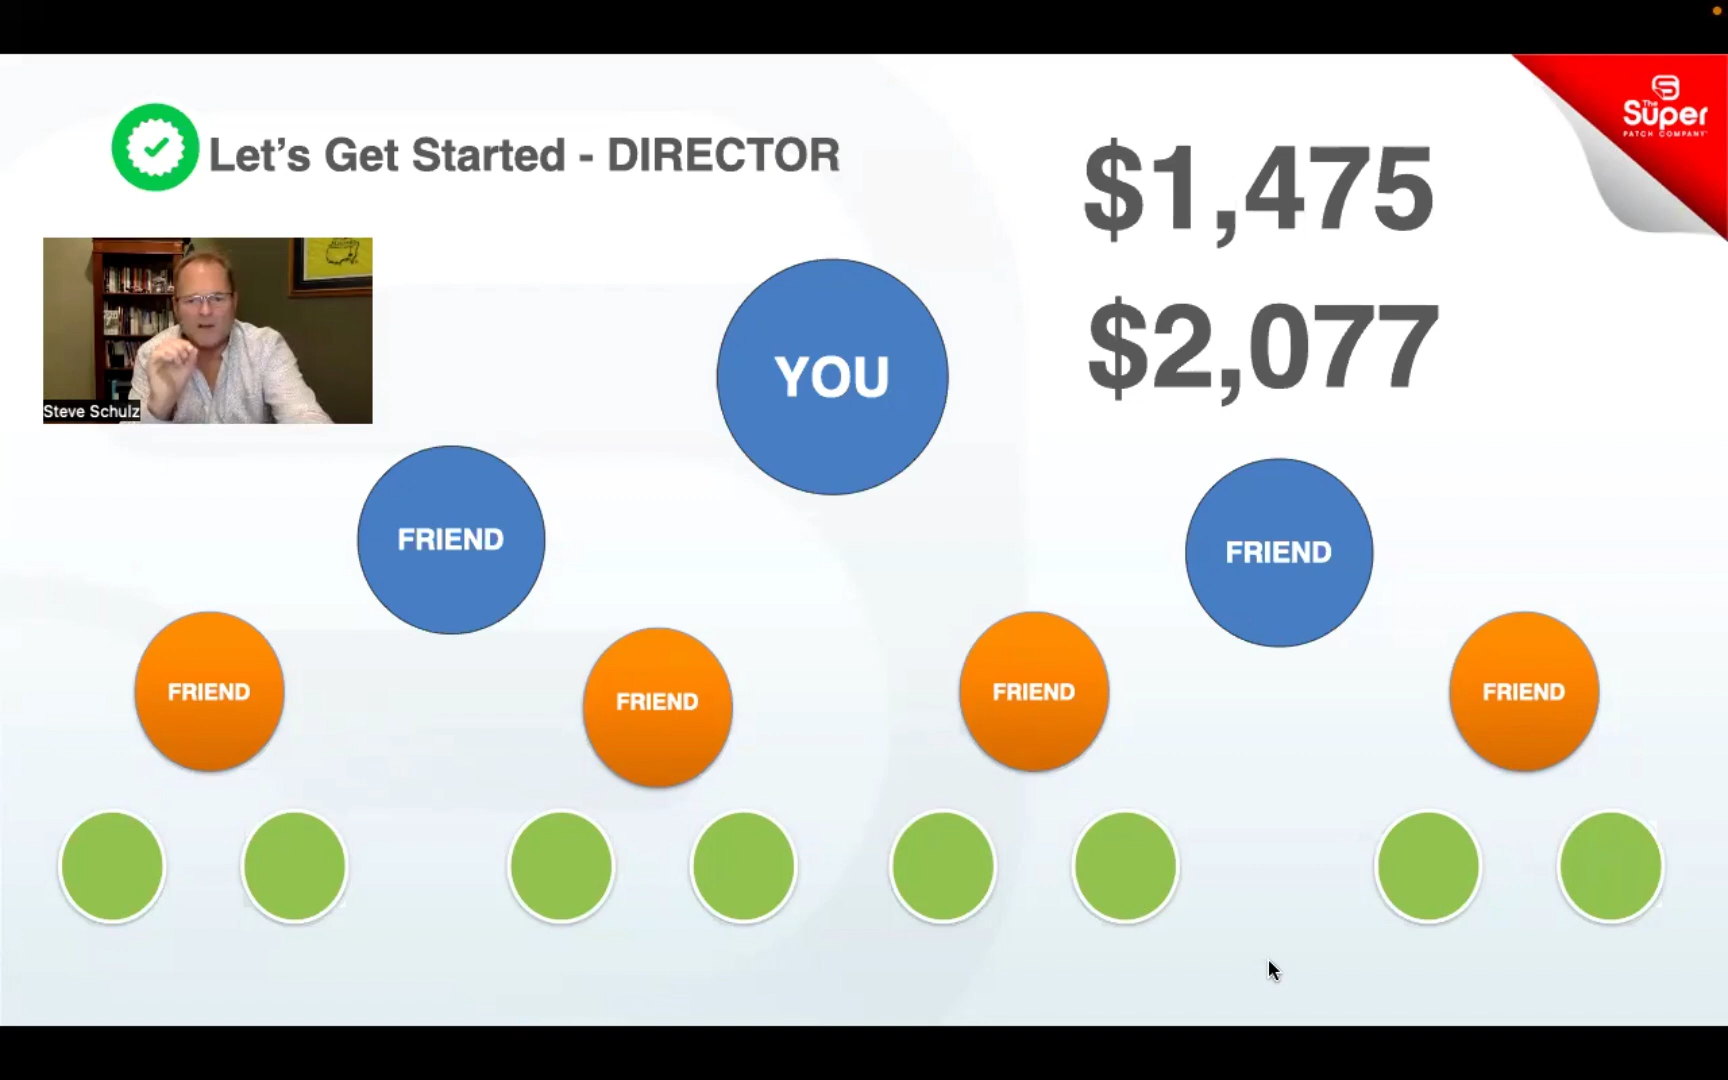 Let’s Get Started - DIRECTOR
$1,475
$2,077
The
Super
PATCH COMPANY
Steve Schulz
YOU
FRIEND
FRIEND
FRIEND
FRIEND
FRIEND
FRIEND